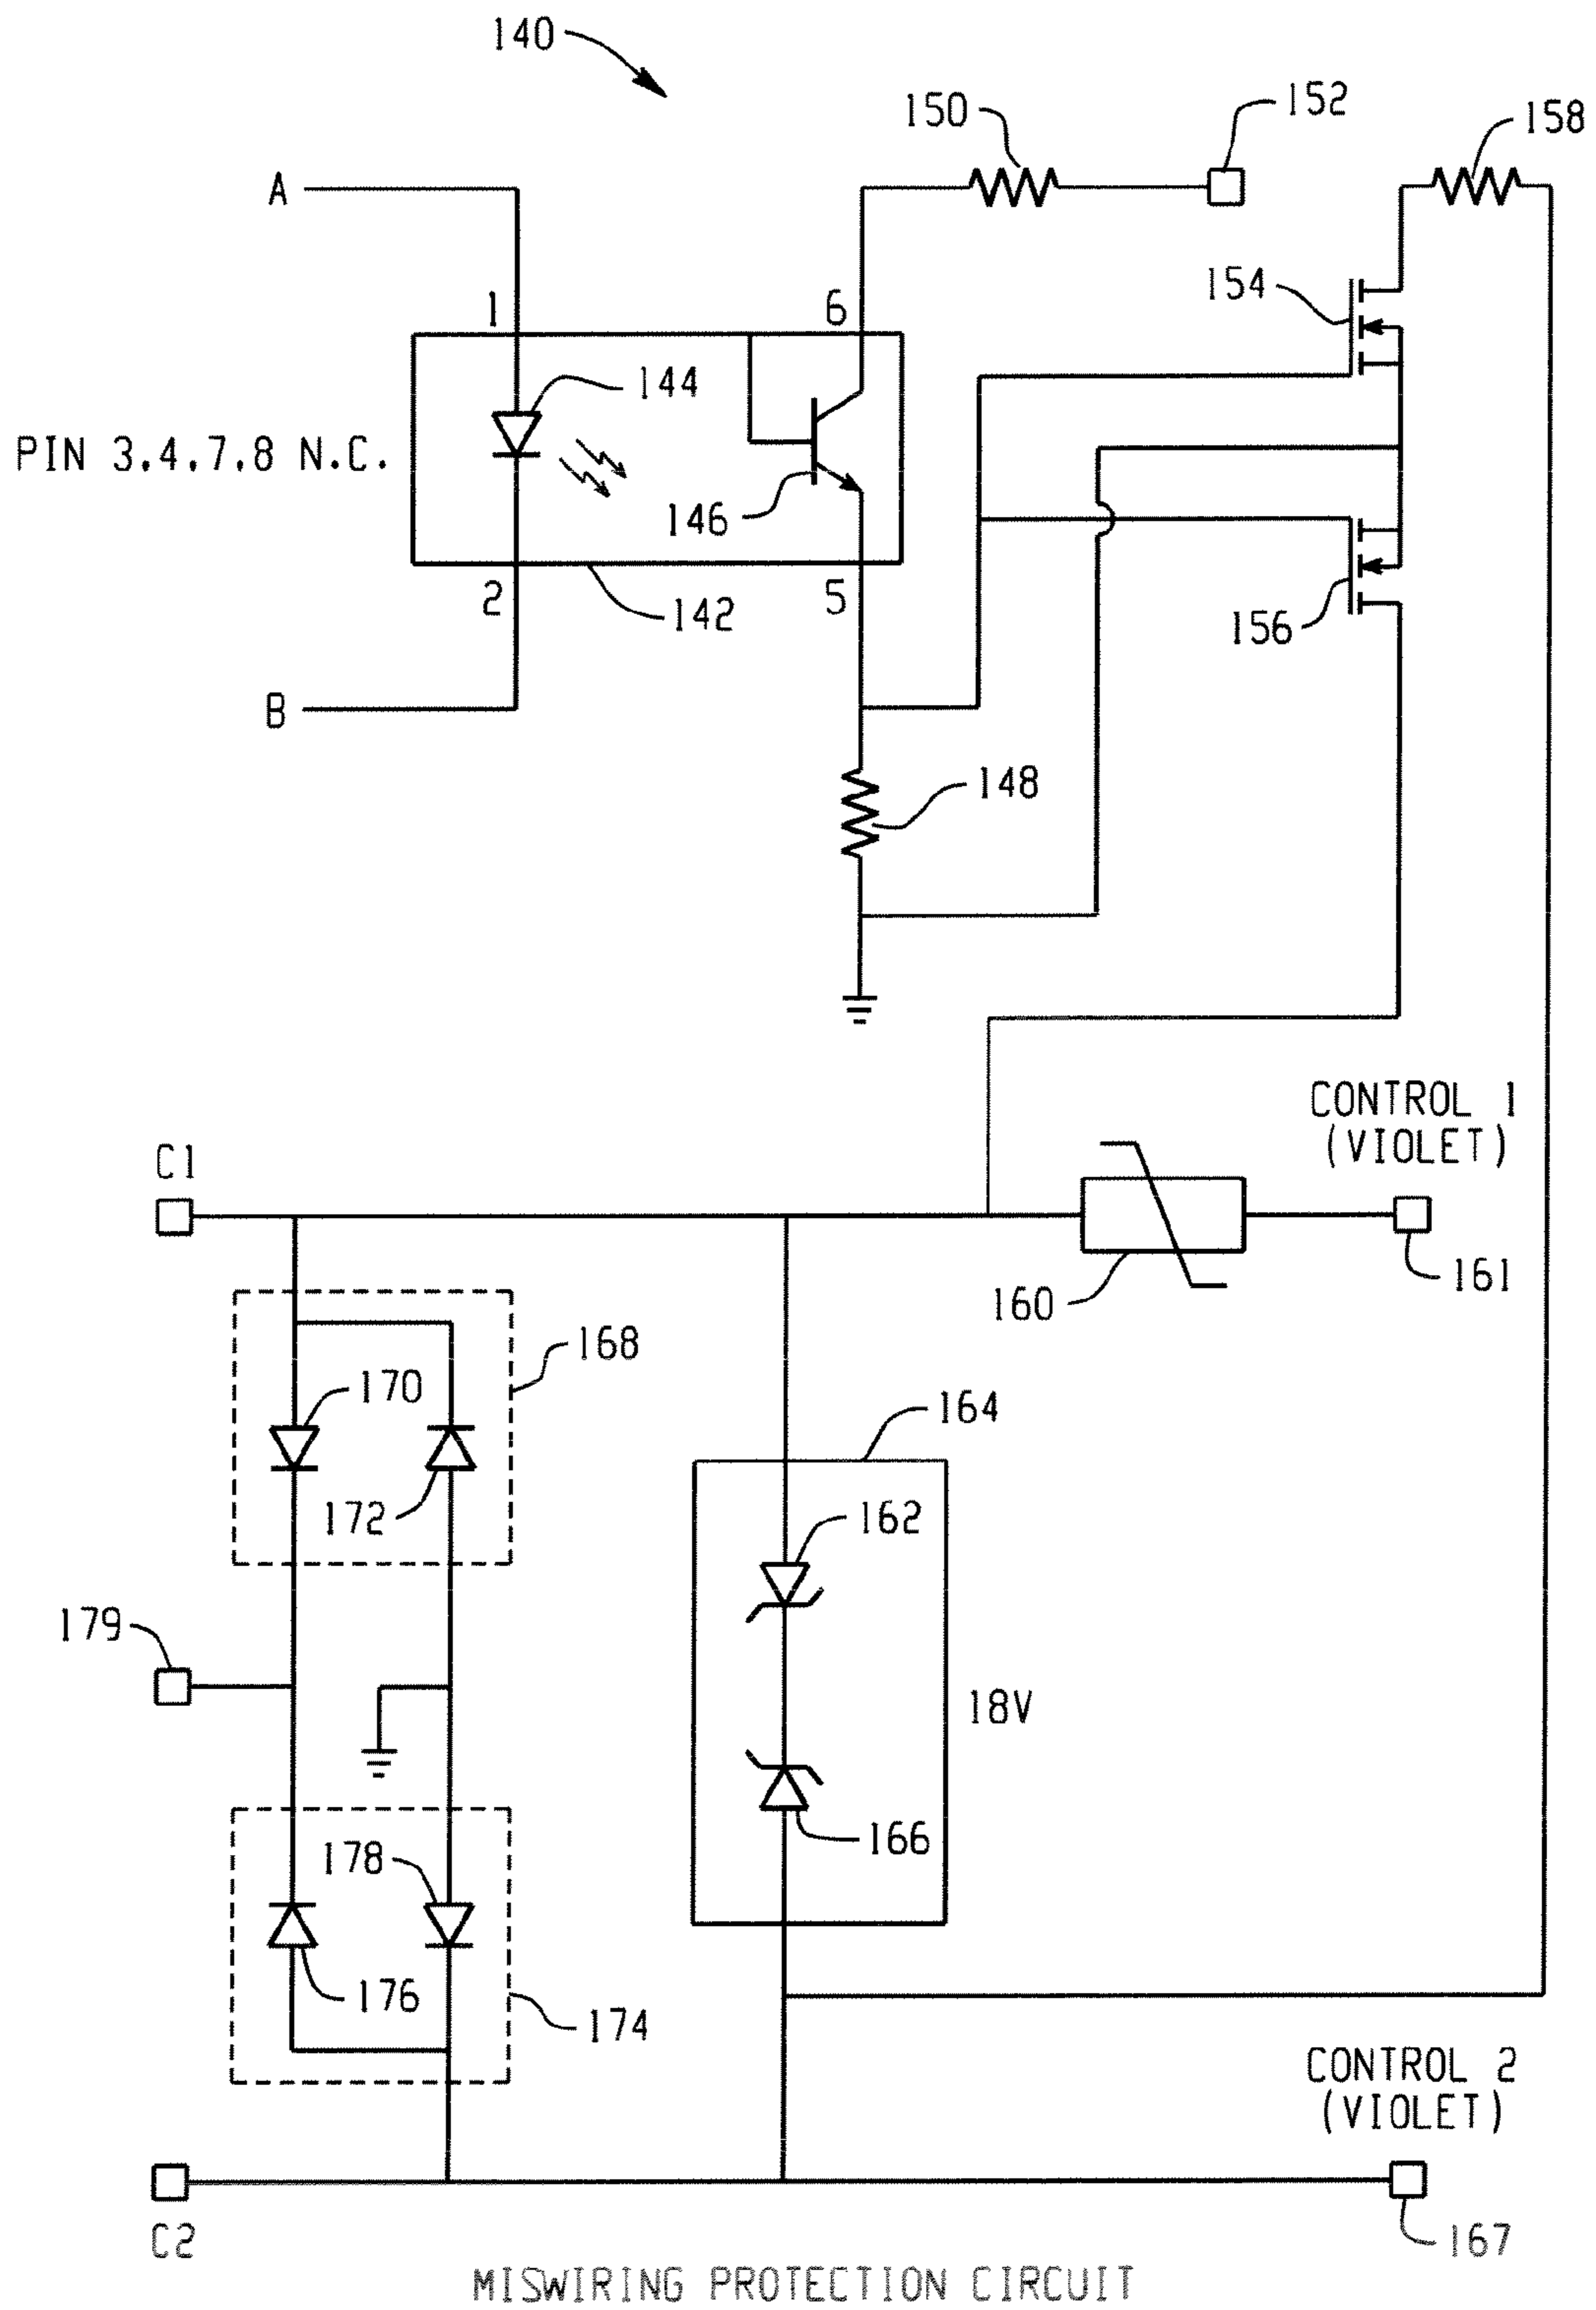 140
150
152
158
A
1
6
154
144
PIN 3,4,7,8 N.C.
146
2
5
142
156
B
148
CONTROL 1
(VIOLET)
C1
160
161
168
170
164
172
162
179
18V
178
166
176
174
CONTROL 2
(VIOLET)
C2
167
MISWIRING PROTECTION CIRCUIT